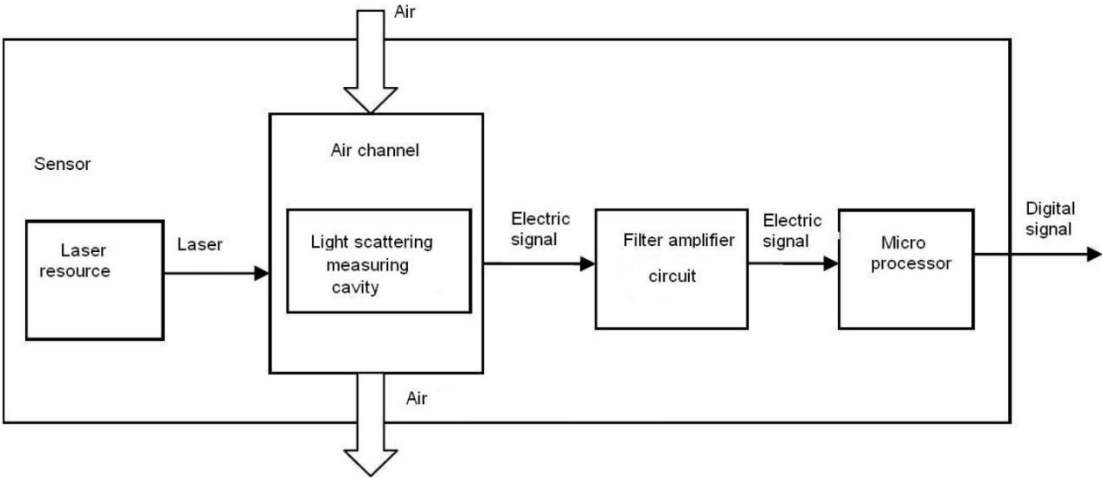 Air
Sensor
Laser
resource
Laser
Air channel
Light scattering
measuring
cavity
Electric
signal
Filter amplifier
circuit
Electric
signal
Micro
processor
Digital
signal
Air